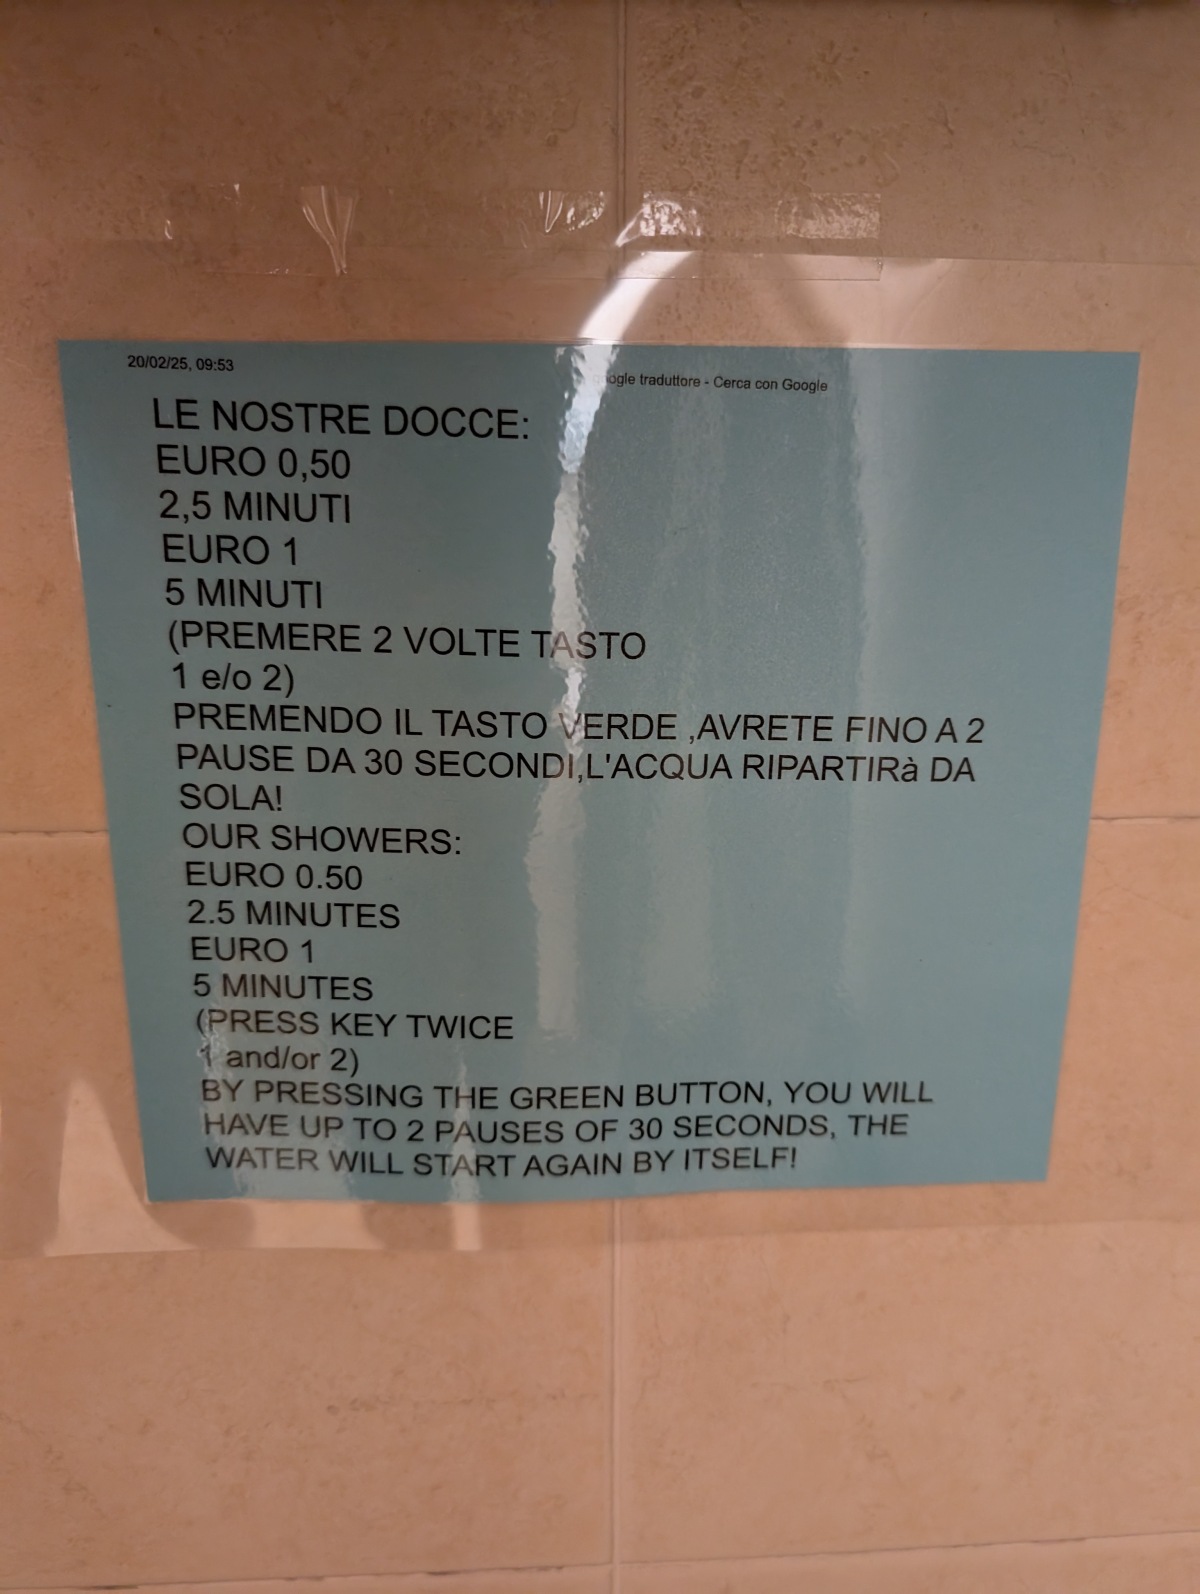 20/02/25, 09:53
google traduttore - Cerca con Google
LE NOSTRE DOCCE:
EURO 0,50
2,5 MINUTI
EURO 1
5 MINUTI
(PREMERE 2 VOLTE TASTO
1 e/o 2)
PREMENDO IL TASTO VERDE ,AVRETE FINO A 2
PAUSE DA 30 SECONDI,L'ACQUA RIPARTIRà DA
SOLA!
OUR SHOWERS:
EURO 0.50
2.5 MINUTES
EURO 1
5 MINUTES
(PRESS KEY TWICE
1 and/or 2)
BY PRESSING THE GREEN BUTTON, YOU WILL
HAVE UP TO 2 PAUSES OF 30 SECONDS, THE
WATER WILL START AGAIN BY ITSELF!